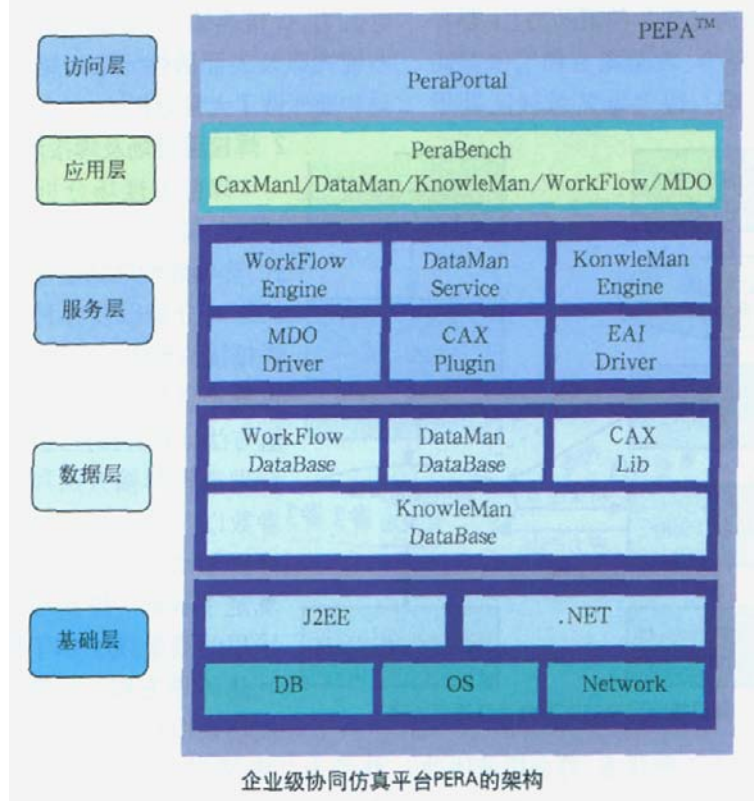 PEPA™
访问层
PeraPortal
应用层
PeraBench
CaxManl/DataMan/KnowleMan/WorkFlow/MDO
服务层
WorkFlow
Engine
DataMan
Service
KonwleMan
Engine
MDO
Driver
CAX
Plugin
EAI
Driver
数据层
WorkFlow
DataBase
DataMan
DataBase
CAX
Lib
KnowleMan
DataBase
基础层
J2EE
.NET
DB
OS
Network
企业级协同仿真平台PERA的架构